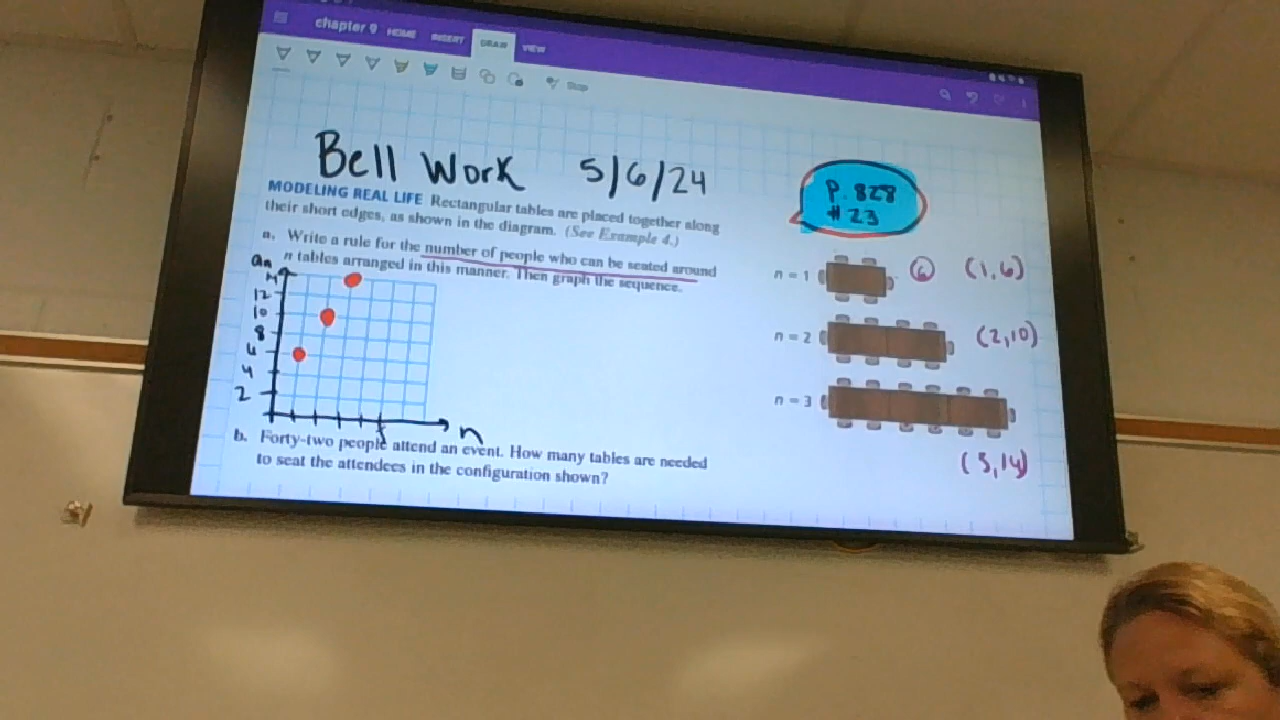 chapter 9 HOME INSERT DRAW VIEW
Stop
Bell Work 5/6/24
P. 828
#23
MODELING REAL LIFE Rectangular tables are placed together along
their short edges, as shown in the diagram. (See Example 4.)
a. Write a rule for the number of people who can be seated around
n tables arranged in this manner. Then graph the sequence.
an
14
12
10
8
6
4
2
n
n = 1 6 (1,6)
n = 2 (2,10)
n = 3
(3,14)
b. Forty-two people attend an event. How many tables are needed
to seat the attendees in the configuration shown?